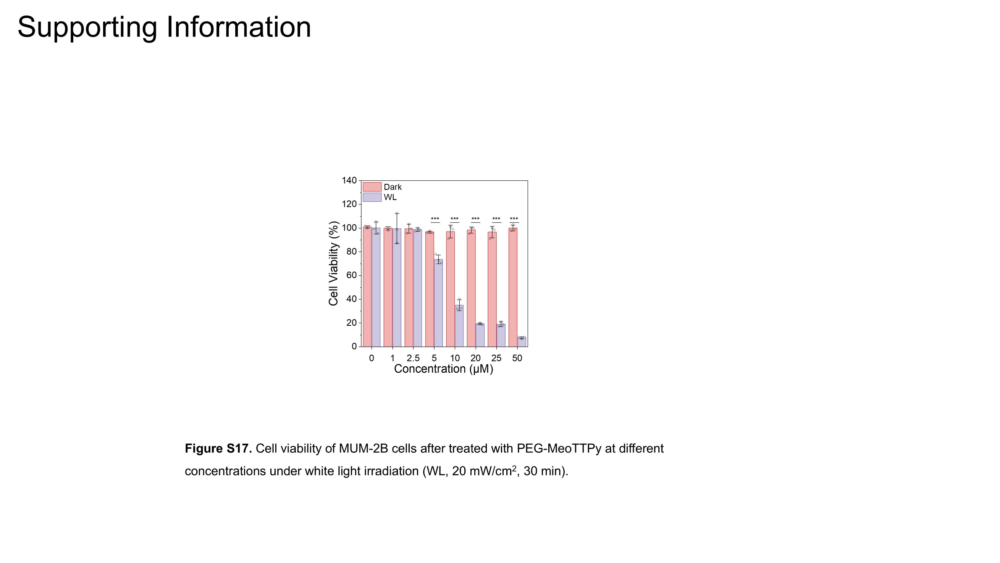 Supporting Information
140
Dark
WL
120
*** *** *** *** ***
100
80
60
40
20
0
Cell Viability (%)
0 1 2.5 5 10 20 25 50
Concentration (μM)
Figure S17. Cell viability of MUM-2B cells after treated with PEG-MeoTTPy at different
concentrations under white light irradiation (WL, 20 mW/cm², 30 min).